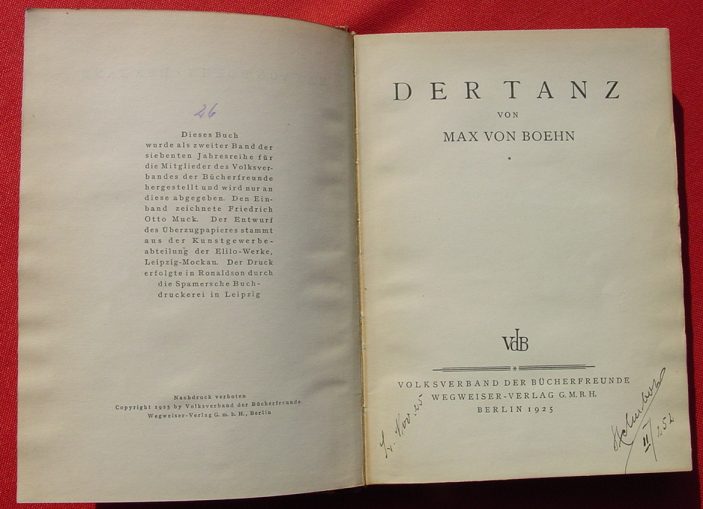 26
Dieses Buch
wurde als zweiter Band der
siebenten Jahresreihe für
die Mitglieder des Volksver-
bandes der Bücherfreunde
hergestellt und wird nur an
diese abgegeben. Den Ein-
band zeichnete Friedrich
Otto Muck. Der Entwurf
des Überzugpapieres stammt
aus der Kunstgewerbe-
abteilung der Elilo-Werke,
Leipzig-Mockau. Der Druck
erfolgte in Ronaldson durch
die Spamersche Buch-
druckerei in Leipzig
Nachdruck verboten
Copyright 1925 by Volksverband der Bücherfreunde
Wegweiser-Verlag G. m. b. H., Berlin
DER TANZ
VON
MAX VON BOEHN
VdB
VOLKSVERBAND DER BÜCHERFREUNDE
WEGWEISER-VERLAG G.M.B.H.
BERLIN 1925